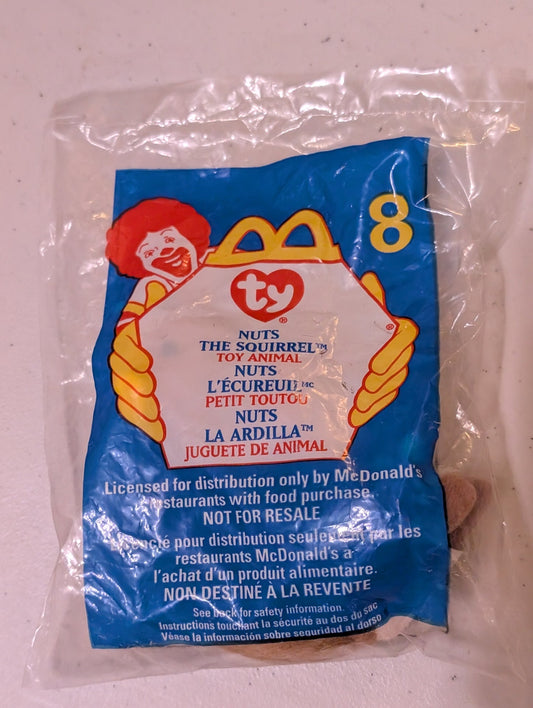 8
ty
®
®
NUTS
THE SQUIRREL™
TOY ANIMAL
NUTS
L'ÉCUREUIL MC
PETIT TOUTOU
NUTS
LA ARDILLA™
JUGUETE DE ANIMAL
Licensed for distribution only by McDonald's
restaurants with food purchase.
NOT FOR RESALE
pour distribution seulement par les
restaurants McDonald's a
l'achat d'un produit alimentaire.
NON DESTINÉ À LA REVENTE
See back for safety information.
Instructions touchant la sécurité au dos du sac
Véase la información sobre seguridad al dorso